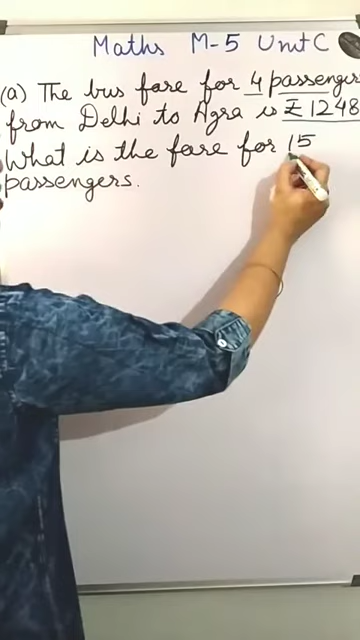 Maths M-5 Unit C
(a) The bus fare for 4 passengers
from Delhi to Agra is ₹ 1248
What is the fare for 15
passengers.